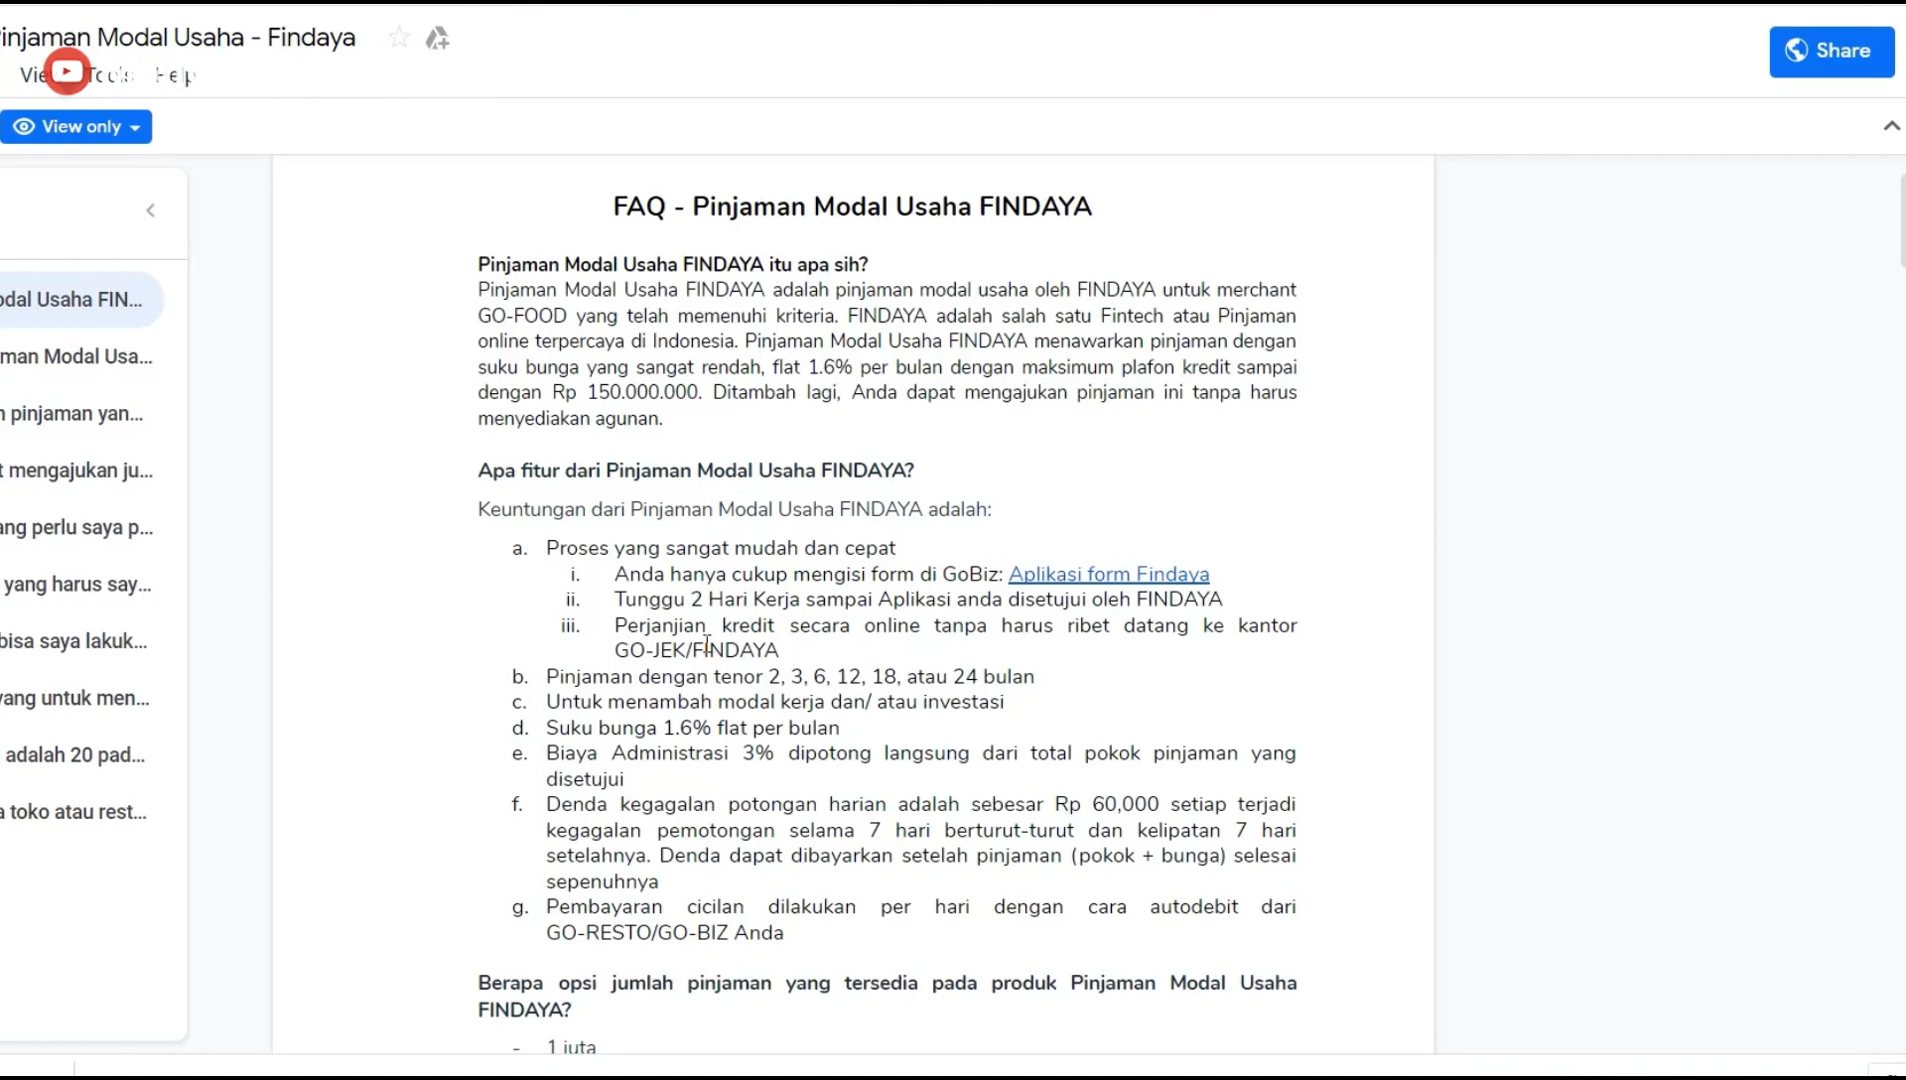 injaman Modal Usaha - Findaya
Share
View Tools Help
View only
FAQ - Pinjaman Modal Usaha FINDAYA
odal Usaha FIN...
man Modal Usa...
n pinjaman yan...
t mengajukan ju...
ang perlu saya p...
yang harus say...
bisa saya lakuk...
yang untuk men...
adalah 20 pad...
a toko atau rest...
Pinjaman Modal Usaha FINDAYA itu apa sih?
Pinjaman Modal Usaha FINDAYA adalah pinjaman modal usaha oleh FINDAYA untuk merchant
GO-FOOD yang telah memenuhi kriteria. FINDAYA adalah salah satu Fintech atau Pinjaman
online terpercaya di Indonesia. Pinjaman Modal Usaha FINDAYA menawarkan pinjaman dengan
suku bunga yang sangat rendah, flat 1.6% per bulan dengan maksimum plafon kredit sampai
dengan Rp 150.000.000. Ditambah lagi, Anda dapat mengajukan pinjaman ini tanpa harus
menyediakan agunan.
Apa fitur dari Pinjaman Modal Usaha FINDAYA?
Keuntungan dari Pinjaman Modal Usaha FINDAYA adalah:
a. Proses yang sangat mudah dan cepat
i. Anda hanya cukup mengisi form di GoBiz: Aplikasi form Findaya
ii. Tunggu 2 Hari Kerja sampai Aplikasi anda disetujui oleh FINDAYA
iii. Perjanjian kredit secara online tanpa harus ribet datang ke kantor
GO-JEK/FINDAYA
b. Pinjaman dengan tenor 2, 3, 6, 12, 18, atau 24 bulan
c. Untuk menambah modal kerja dan/ atau investasi
d. Suku bunga 1.6% flat per bulan
e. Biaya Administrasi 3% dipotong langsung dari total pokok pinjaman yang
disetujui
f. Denda kegagalan potongan harian adalah sebesar Rp 60,000 setiap terjadi
kegagalan pemotongan selama 7 hari berturut-turut dan kelipatan 7 hari
setelahnya. Denda dapat dibayarkan setelah pinjaman (pokok + bunga) selesai
sepenuhnya
g. Pembayaran cicilan dilakukan per hari dengan cara autodebit dari
GO-RESTO/GO-BIZ Anda
Berapa opsi jumlah pinjaman yang tersedia pada produk Pinjaman Modal Usaha
FINDAYA?
- 1 juta